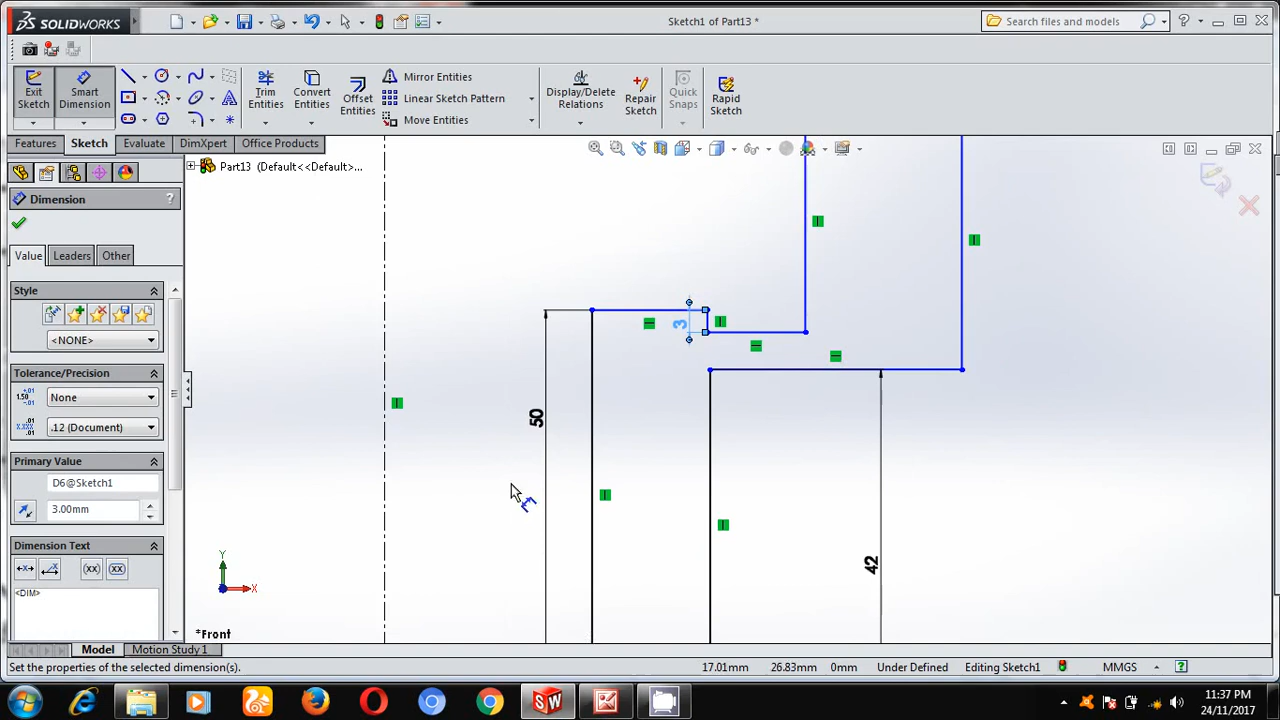 SOLIDWORKS
Sketch1 of Part13 *
Search files and models
Exit Sketch
Smart Dimension
Trim Entities
Convert Entities
Offset Entities
Mirror Entities
Linear Sketch Pattern
Move Entities
Display/Delete Relations
Repair Sketch
Quick Snaps
Rapid Sketch
Features
Sketch
Evaluate
DimXpert
Office Products
Part13 (Default<<Default>...
Dimension
?
Value
Leaders
Other
Style
<NONE>
Tolerance/Precision
None
.12 (Document)
Primary Value
D6@Sketch1
3.00mm
Dimension Text
<DIM>
3
50
42
Y
X
*Front
Model
Motion Study 1
Set the properties of the selected dimension(s).
17.01mm
26.83mm
0mm
Under Defined
Editing Sketch1
MMGS
11:37 PM
24/11/2017